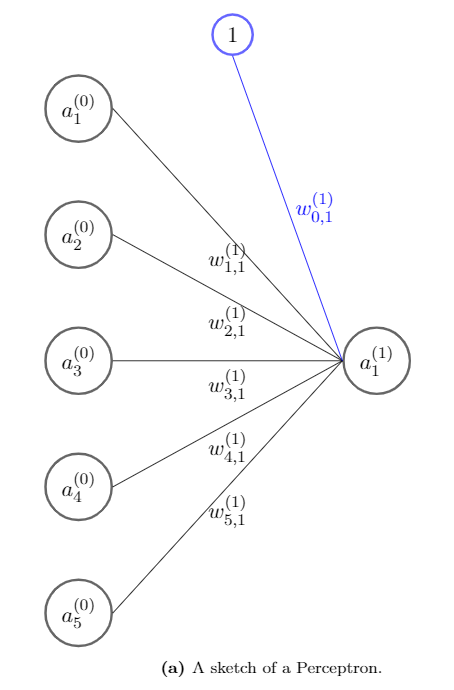 1
a_1^{(0)}
w_{0,1}^{(1)}
a_2^{(0)}
w_{1,1}^{(1)}
w_{2,1}^{(1)}
a_3^{(0)}
a_1^{(1)}
w_{3,1}^{(1)}
w_{4,1}^{(1)}
a_4^{(0)}
w_{5,1}^{(1)}
a_5^{(0)}
(a) A sketch of a Perceptron.